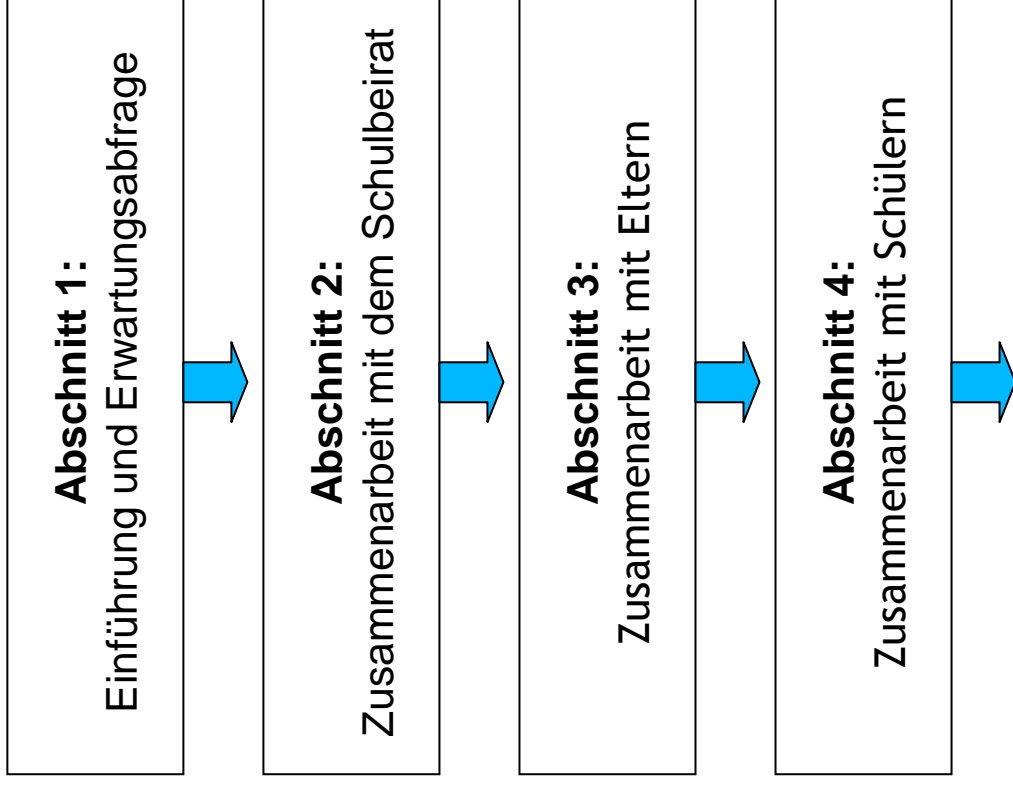 Abschnitt 1:
Einführung und Erwartungsabfrage
Abschnitt 2:
Zusammenarbeit mit dem Schulbeirat
Abschnitt 3:
Zusammenarbeit mit Eltern
Abschnitt 4:
Zusammenarbeit mit Schülern